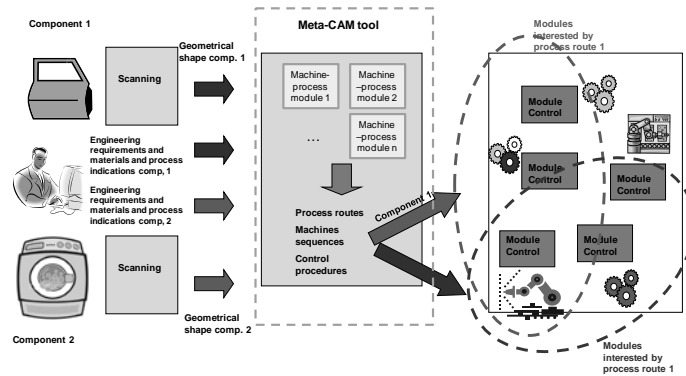 Component 1
Scanning
Geometrical
shape comp. 1
Engineering
requirements and
materials and process
indications comp, 1
Engineering
requirements and
materials and process
indications comp, 2
Scanning
Geometrical
shape comp. 2
Component 2
Meta-CAM tool
Machine-
process
module 1
Machine
–process
module 2
...
Machine
–process
module n
Process routes
Machines
sequences
Control
procedures
Component 1
Modules
interested by
process route 1
Module
Control
Module
Control
Module
Control
Module
Control
Module
Control
Modules
interested by
process route 1